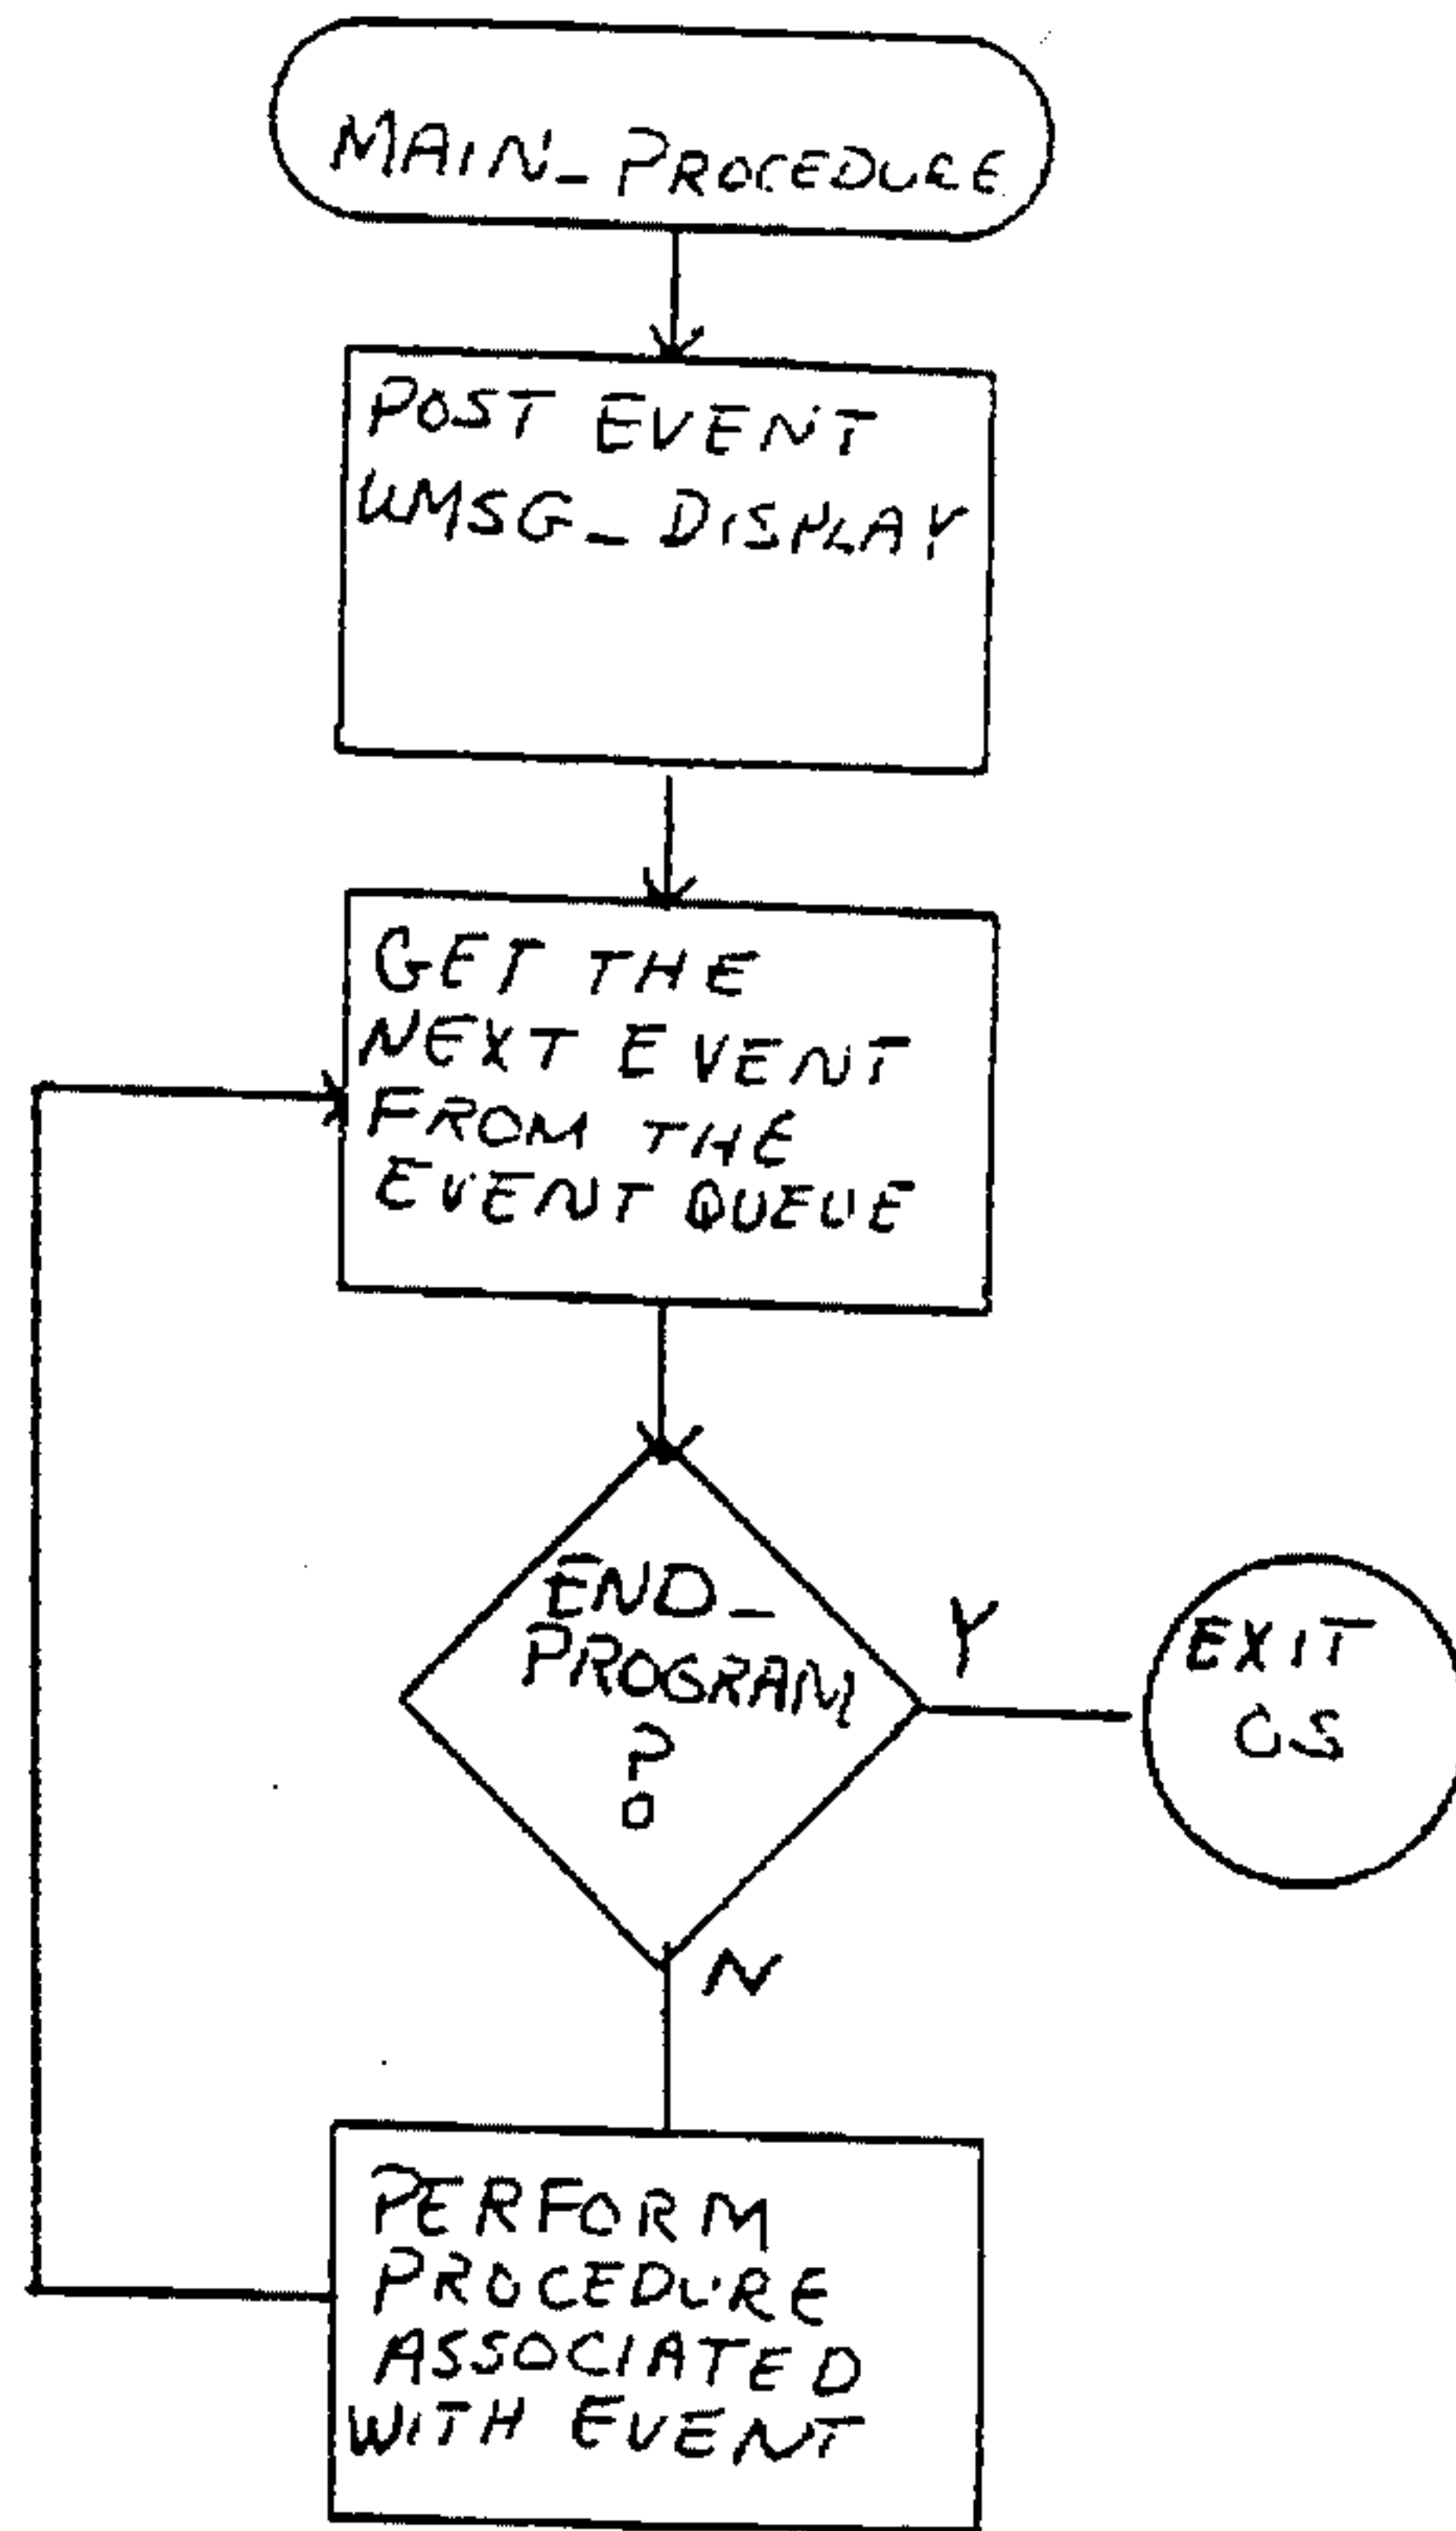 MAIN_PROCEDURE
POST EVENT
WMSG_DISPLAY
GET THE
NEXT EVENT
FROM THE
EVENT QUEUE
END_
PROGRAM
?
Y
EXIT
CS
N
PERFORM
PROCEDURE
ASSOCIATED
WITH EVENT